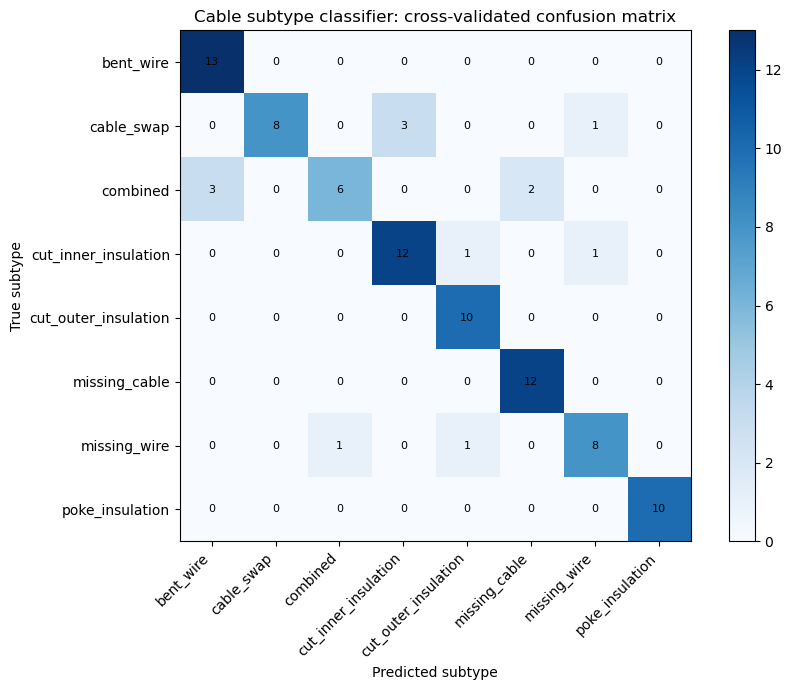 Cable subtype classifier: cross-validated confusion matrix
bent_wire 13 0 0 0 0 0 0 0
cable_swap 0 8 0 3 0 0 1 0
combined 3 0 6 0 0 2 0 0
cut_inner_insulation 0 0 0 12 1 0 1 0
cut_outer_insulation 0 0 0 0 10 0 0 0
missing_cable 0 0 0 0 0 12 0 0
missing_wire 0 0 1 0 1 0 8 0
poke_insulation 0 0 0 0 0 0 0 10
True subtype
bent_wire
cable_swap
combined
cut_inner_insulation
cut_outer_insulation
missing_cable
missing_wire
poke_insulation
Predicted subtype
12
10
8
6
4
2
0